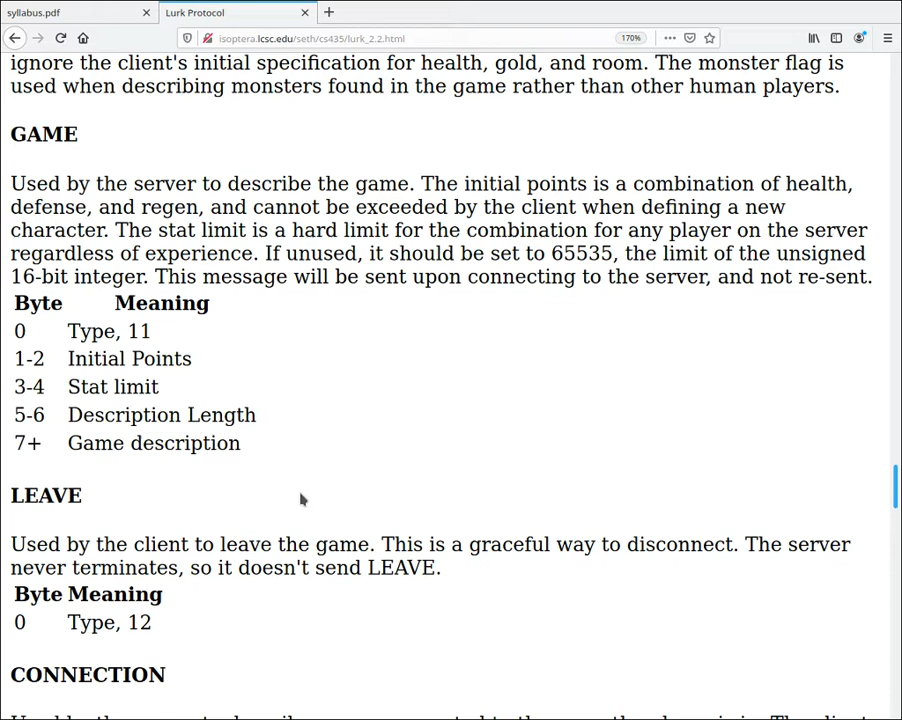 syllabus.pdf
Lurk Protocol
isoptera.lcsc.edu/seth/cs435/lurk_2.2.html
170%
ignore the client's initial specification for health, gold, and room. The monster flag is
used when describing monsters found in the game rather than other human players.
GAME
Used by the server to describe the game. The initial points is a combination of health,
defense, and regen, and cannot be exceeded by the client when defining a new
character. The stat limit is a hard limit for the combination for any player on the server
regardless of experience. If unused, it should be set to 65535, the limit of the unsigned
16-bit integer. This message will be sent upon connecting to the server, and not re-sent.
Byte Meaning
0 Type, 11
1-2 Initial Points
3-4 Stat limit
5-6 Description Length
7+ Game description
LEAVE
Used by the client to leave the game. This is a graceful way to disconnect. The server
never terminates, so it doesn't send LEAVE.
Byte Meaning
0 Type, 12
CONNECTION